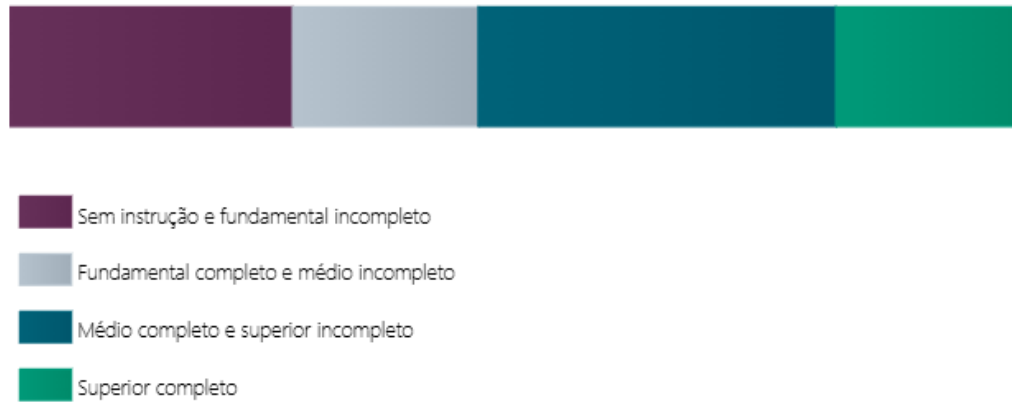 Sem instrução e fundamental incompleto
Fundamental completo e médio incompleto
Médio completo e superior incompleto
Superior completo